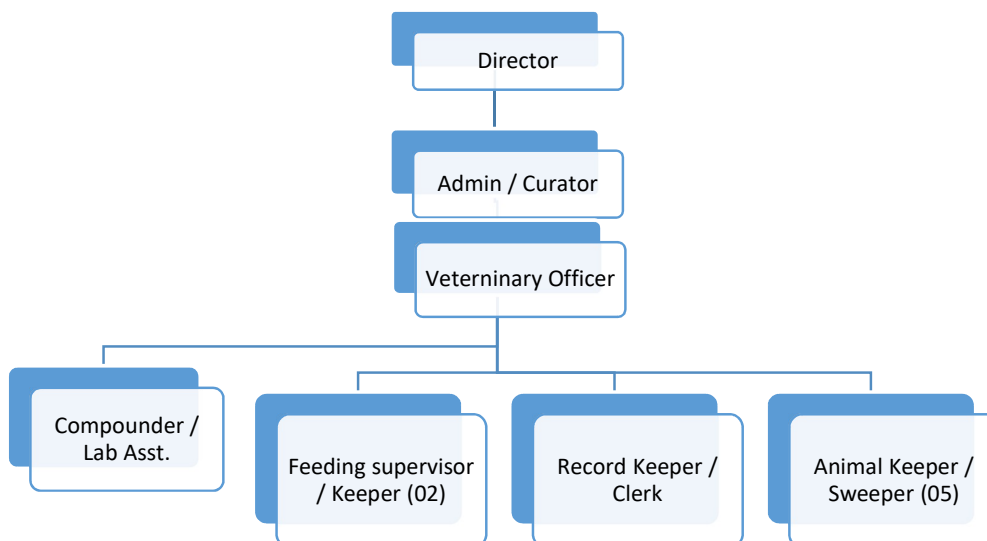 Director
Admin / Curator
Veterninary Officer
Compounder /
Lab Asst.
Feeding supervisor
/ Keeper (02)
Record Keeper /
Clerk
Animal Keeper /
Sweeper (05)